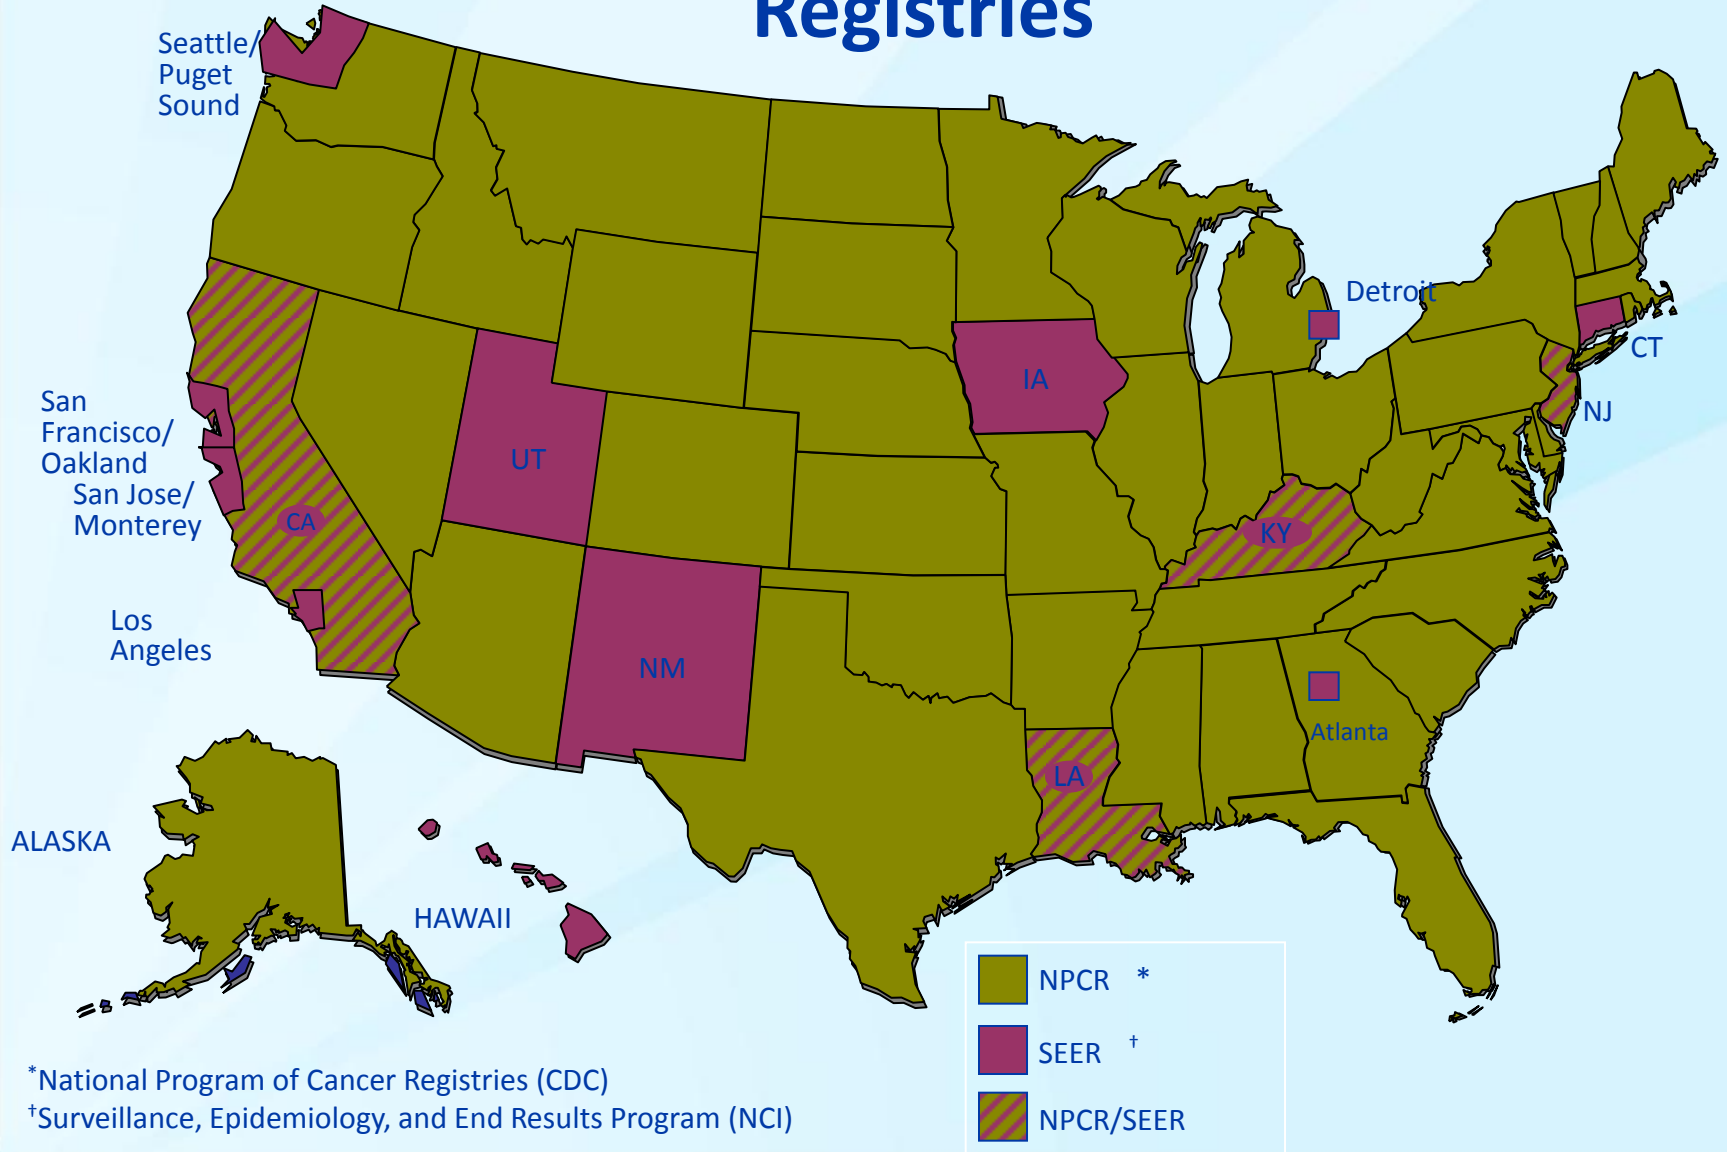 Registries
Seattle/
Puget
Sound
Detroit
CT
NJ
IA
UT
San
Francisco/
Oakland
San Jose/
Monterey
CA
KY
Los
Angeles
NM
Atlanta
LA
ALASKA
HAWAII
NPCR *
SEER †
NPCR/SEER
*National Program of Cancer Registries (CDC)
†Surveillance, Epidemiology, and End Results Program (NCI)